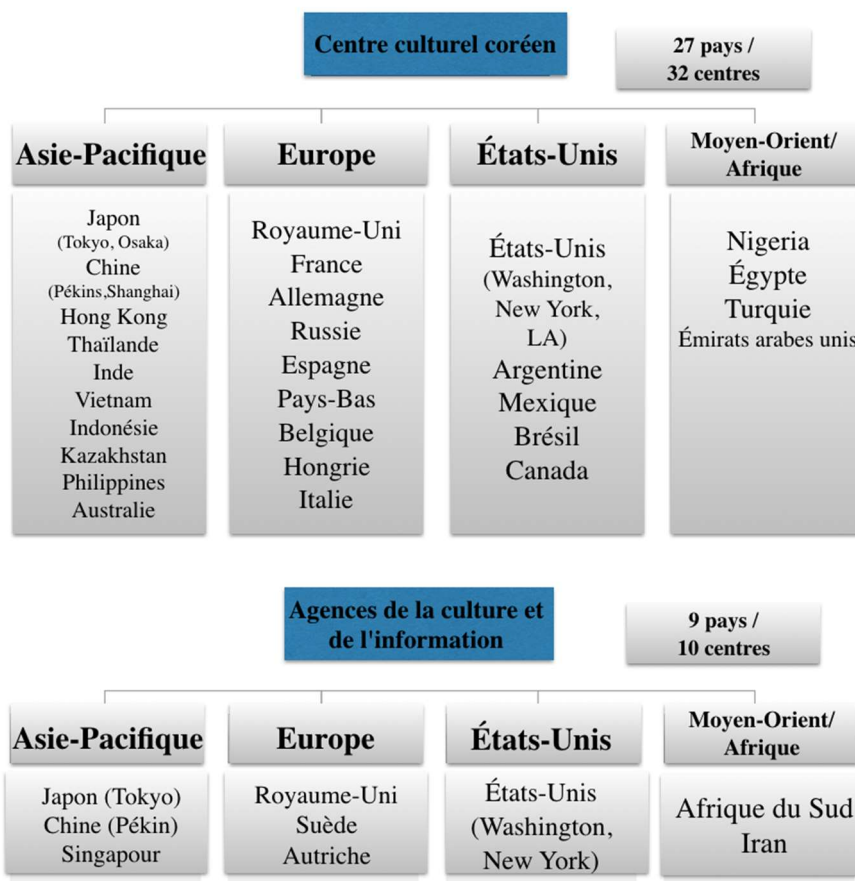 Centre culturel coréen
27 pays /
32 centres
Asie-Pacifique
Japon
(Tokyo, Osaka)
Chine
(Pékins,Shanghai)
Hong Kong
Thaïlande
Inde
Vietnam
Indonésie
Kazakhstan
Philippines
Australie
Europe
Royaume-Uni
France
Allemagne
Russie
Espagne
Pays-Bas
Belgique
Hongrie
Italie
États-Unis
États-Unis
(Washington,
New York,
LA)
Argentine
Mexique
Brésil
Canada
Moyen-Orient/
Afrique
Nigeria
Égypte
Turquie
Émirats arabes unis
Agences de la culture et
de l'information
9 pays /
10 centres
Asie-Pacifique
Japon (Tokyo)
Chine (Pékin)
Singapour
Europe
Royaume-Uni
Suède
Autriche
États-Unis
États-Unis
(Washington,
New York)
Moyen-Orient/
Afrique
Afrique du Sud
Iran